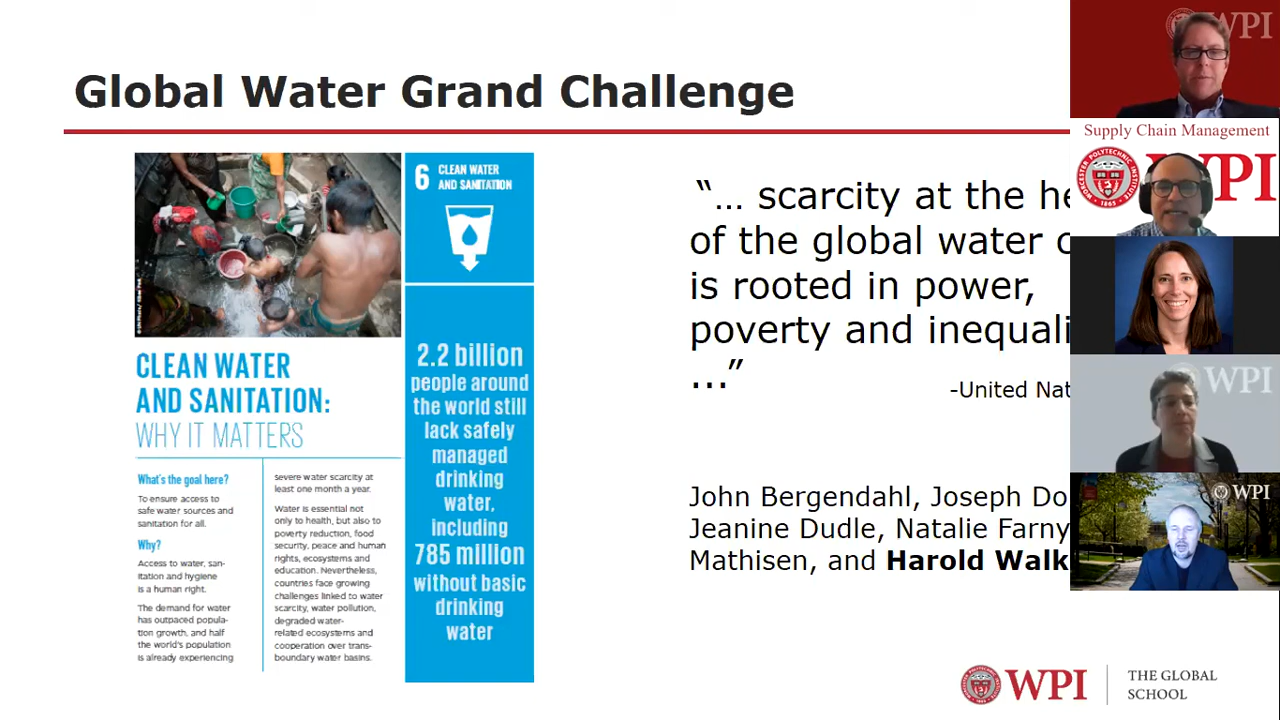 Global Water Grand Challenge
6 CLEAN WATER
AND SANITATION
CLEAN WATER
AND SANITATION:
WHY IT MATTERS
What's the goal here?
To ensure access to
safe water sources and
sanitation for all.
Why?
Access to water, san-
itation and hygiene
is a human right.
The demand for water
has outpaced popula-
tion growth, and half
the world's population
is already experiencing
severe water scarcity at
least one month a year.
Water is essential not
only to health, but also to
poverty reduction, food
security, peace and human
rights, ecosystems and
education. Nevertheless,
countries face growing
challenges linked to water
scarcity, water pollution,
degraded water-
related ecosystems and
cooperation over trans-
boundary water basins.
2.2 billion
people around
the world still
lack safely
managed
drinking
water,
including
785 million
without basic
drinking
water
“… scarcity at the he
of the global water
is rooted in power,
poverty and inequali
…”
-United Nat
John Bergendahl, Joseph Do
Jeanine Dudle, Natalie Farny
Mathisen, and Harold Walk
WPI
Supply Chain Management
WORCESTER POLYTECHNIC INSTITUTE
1865
WPI
WPI
WPI
WPI
THE GLOBAL
SCHOOL